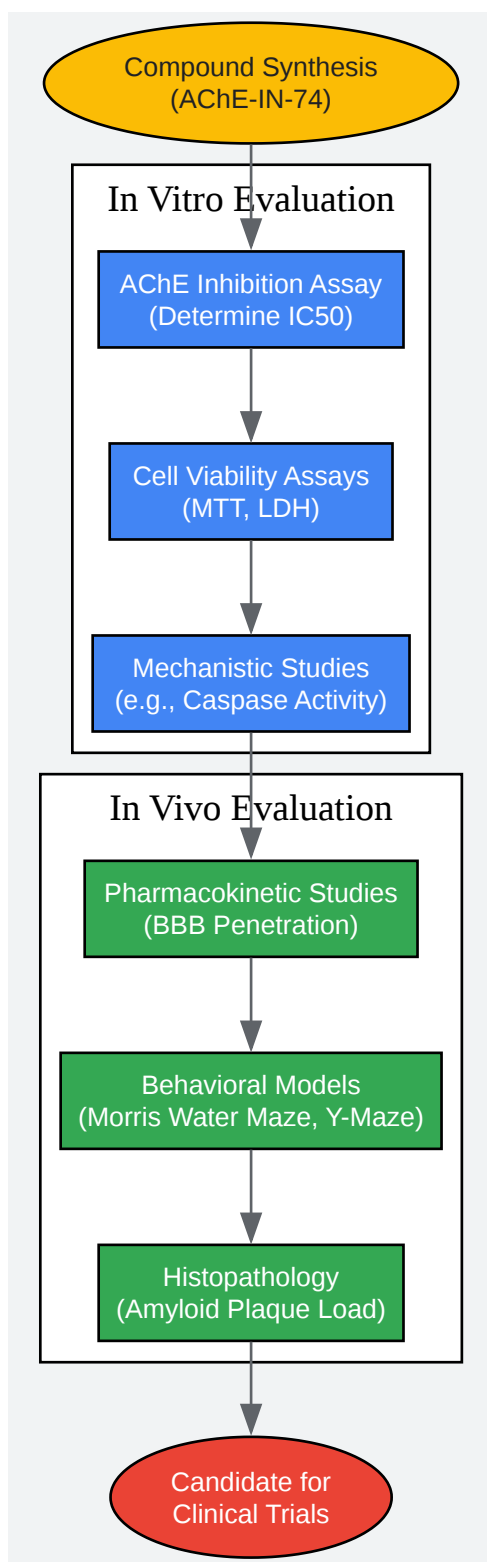 Compound Synthesis
(AChE-IN-74)
In Vitro Evaluation
AChE Inhibition Assay
(Determine IC50)
Cell Viability Assays
(MTT, LDH)
Mechanistic Studies
(e.g., Caspase Activity)
In Vivo Evaluation
Pharmacokinetic Studies
(BBB Penetration)
Behavioral Models
(Morris Water Maze, Y-Maze)
Histopathology
(Amyloid Plaque Load)
Candidate for
Clinical Trials